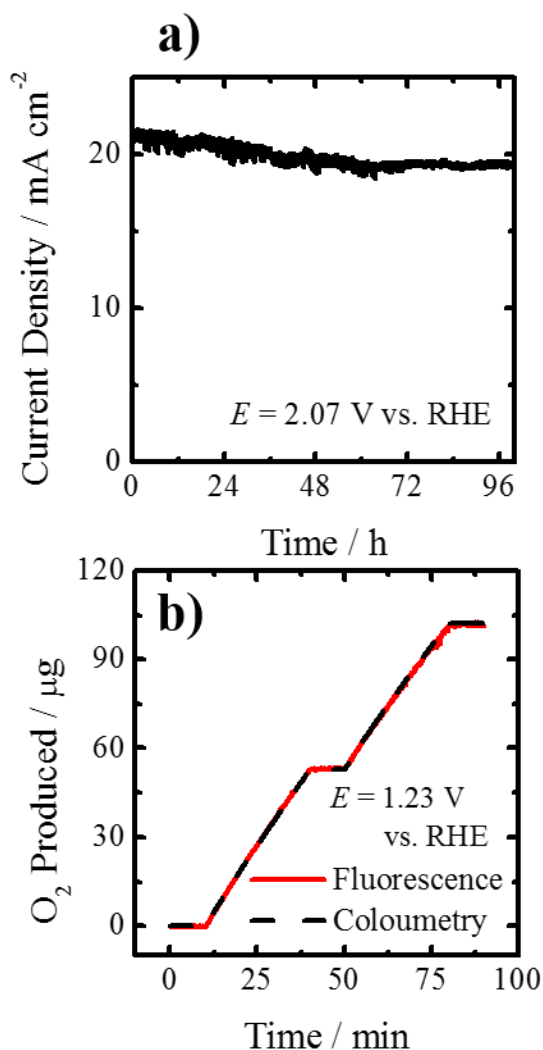 a)
Current Density / mA cm⁻²
20
10
0
E = 2.07 V vs. RHE
0 24 48 72 96
Time / h
b)
O₂ Produced / μg
120
90
60
30
0
E = 1.23 V
vs. RHE
Fluorescence
Coloumetry
0 25 50 75 100
Time / min